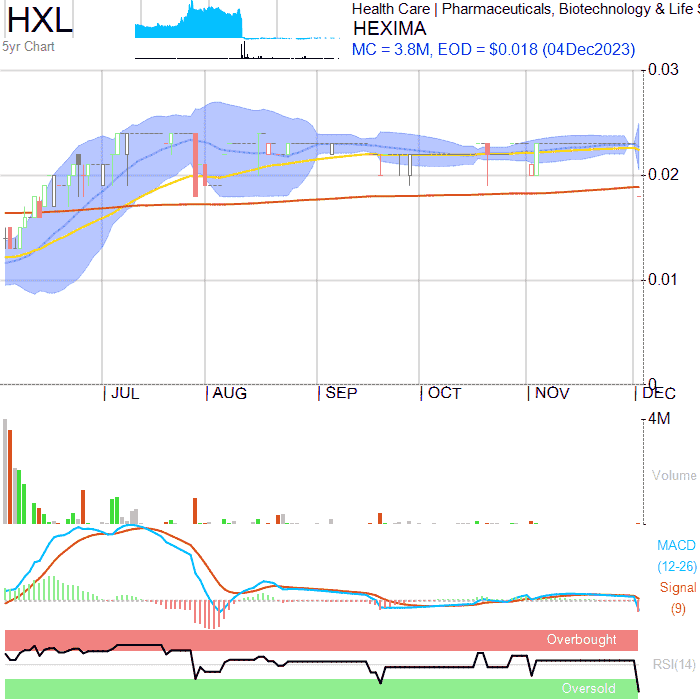 HXL
5yr Chart
Health Care | Pharmaceuticals, Biotechnology & Life
HEXIMA
MC = 3.8M, EOD = $0.018 (04Dec2023)
0.03
0.02
0.01
0
JUL AUG SEP OCT NOV DEC
4M
Volume
MACD
(12-26)
Signal
(9)
Overbought
RSI(14)
Oversold